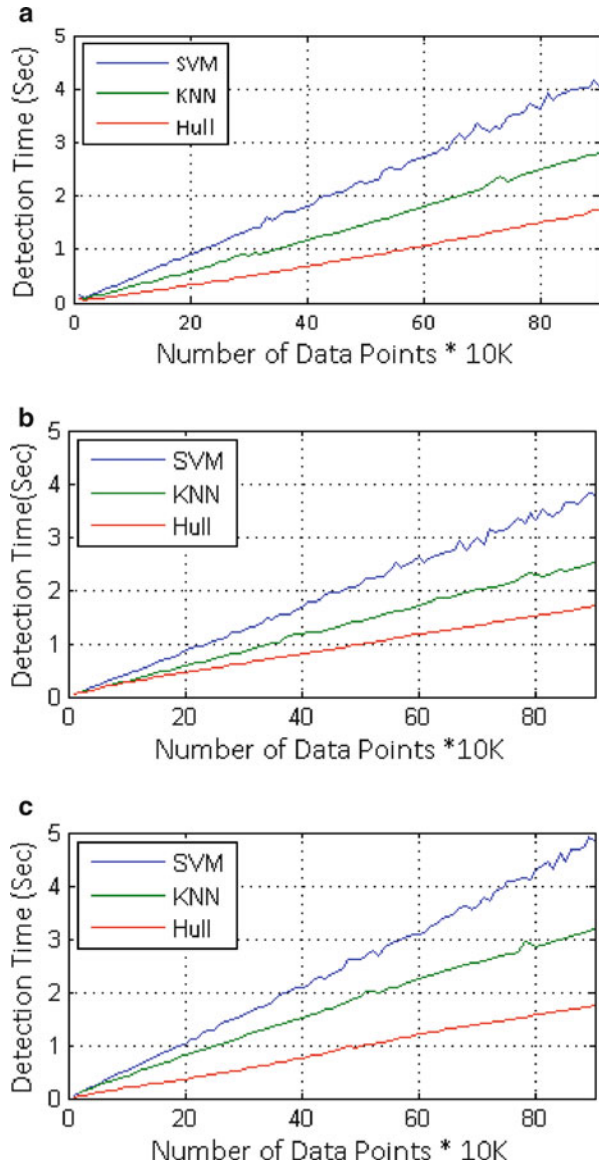 a
5
4
3
2
1
0
Detection Time (Sec)
SVM
KNN
Hull
20
40
60
80
Number of Data Points * 10K
b
5
4
3
2
1
0
Detection Time(Sec)
SVM
KNN
Hull
0
20
40
60
80
Number of Data Points *10K
c
5
4
3
2
1
0
Detection Time (Sec)
SVM
KNN
Hull
0
20
40
60
80
Number of Data Points * 10K